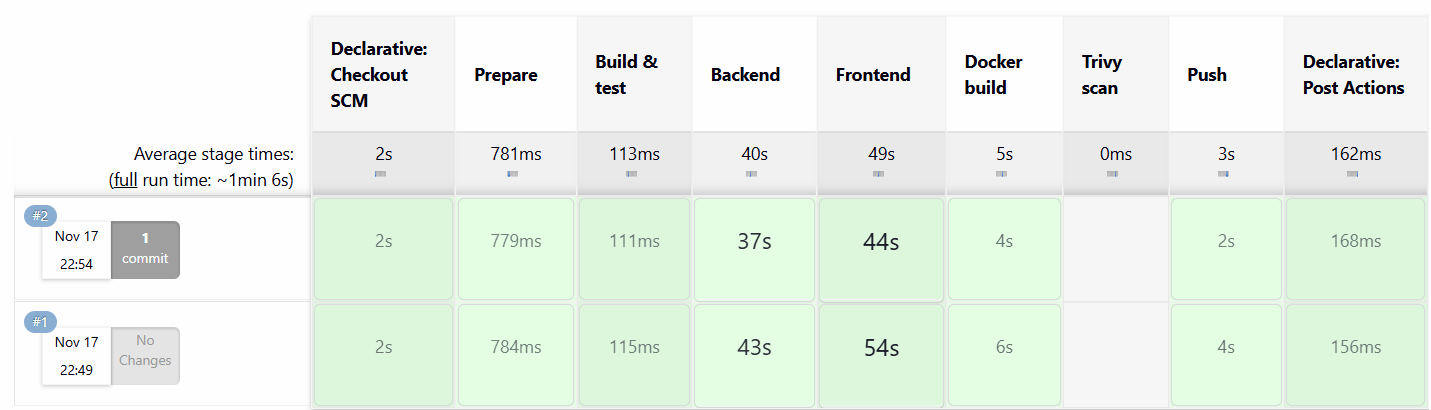 Declarative: Checkout SCM
Prepare
Build & test
Backend
Frontend
Docker build
Trivy scan
Push
Declarative: Post Actions
Average stage times:
(full run time: ~1min 6s)
2s
781ms
113ms
40s
49s
5s
0ms
3s
162ms
#2
Nov 17
22:54
1
commit
2s
779ms
111ms
37s
44s
4s
2s
168ms
#1
Nov 17
22:49
No
Changes
2s
784ms
115ms
43s
54s
6s
4s
156ms